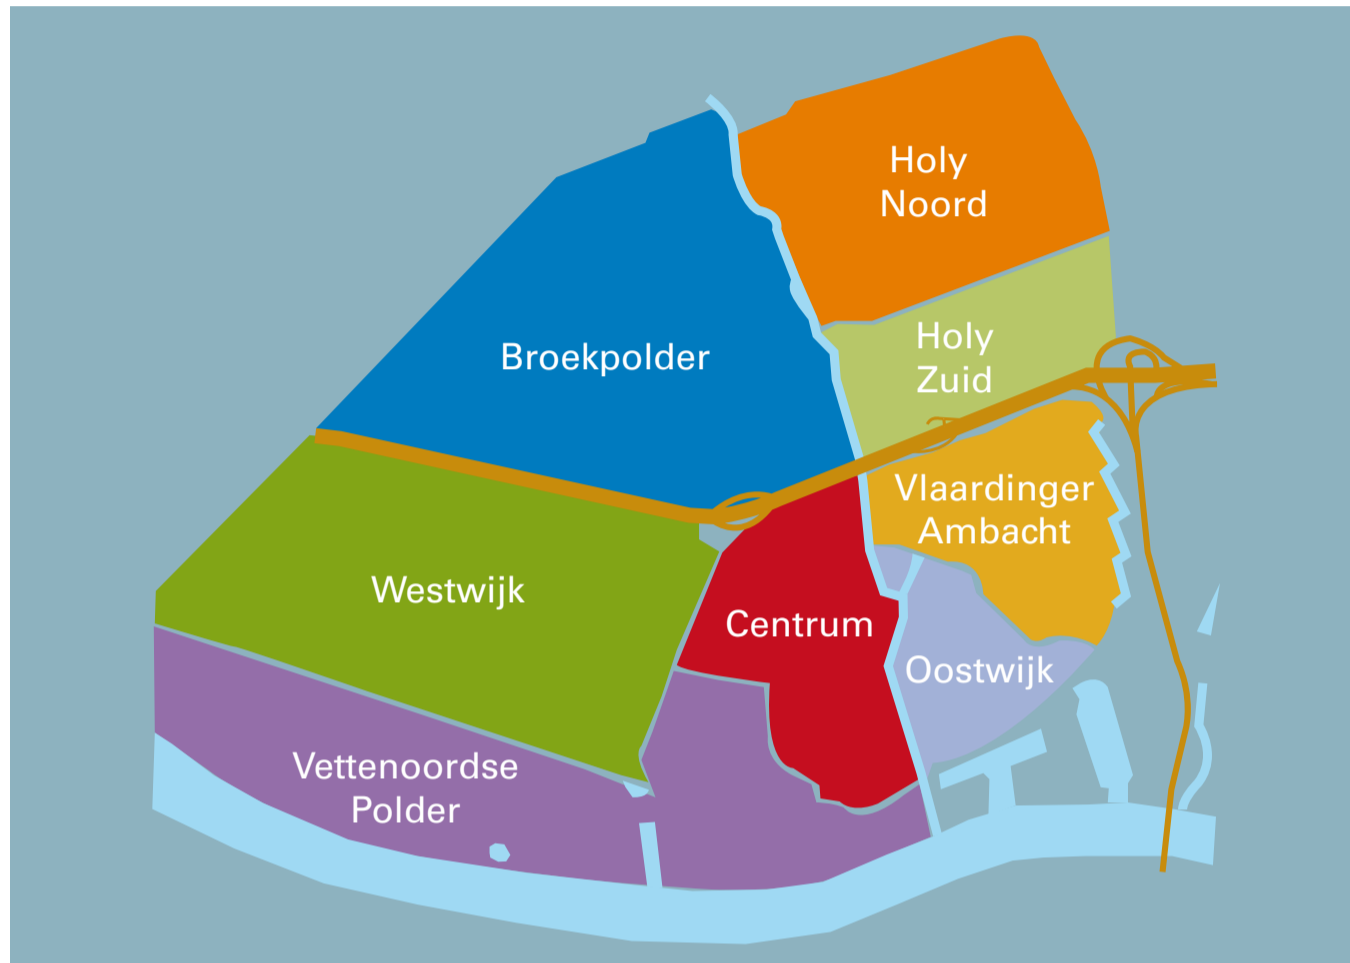 Holy
Noord
Holy
Zuid
Broekpolder
Vlaardinger
Ambacht
Westwijk
Centrum
Oostwijk
Vettenoordse
Polder